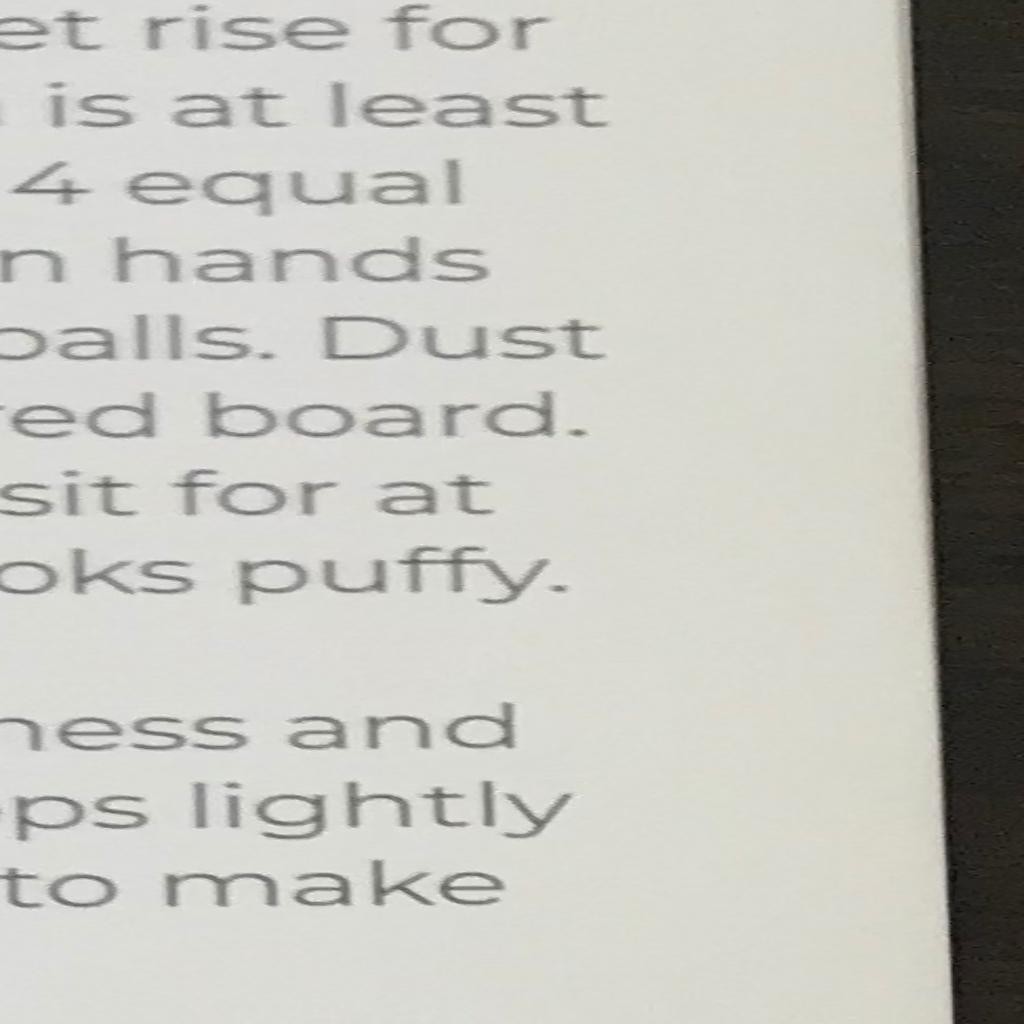 et rise for
is at least
4 equal
n hands
balls. Dust
ed board.
sit for at
oks puffy.
ness and
ps lightly
to make